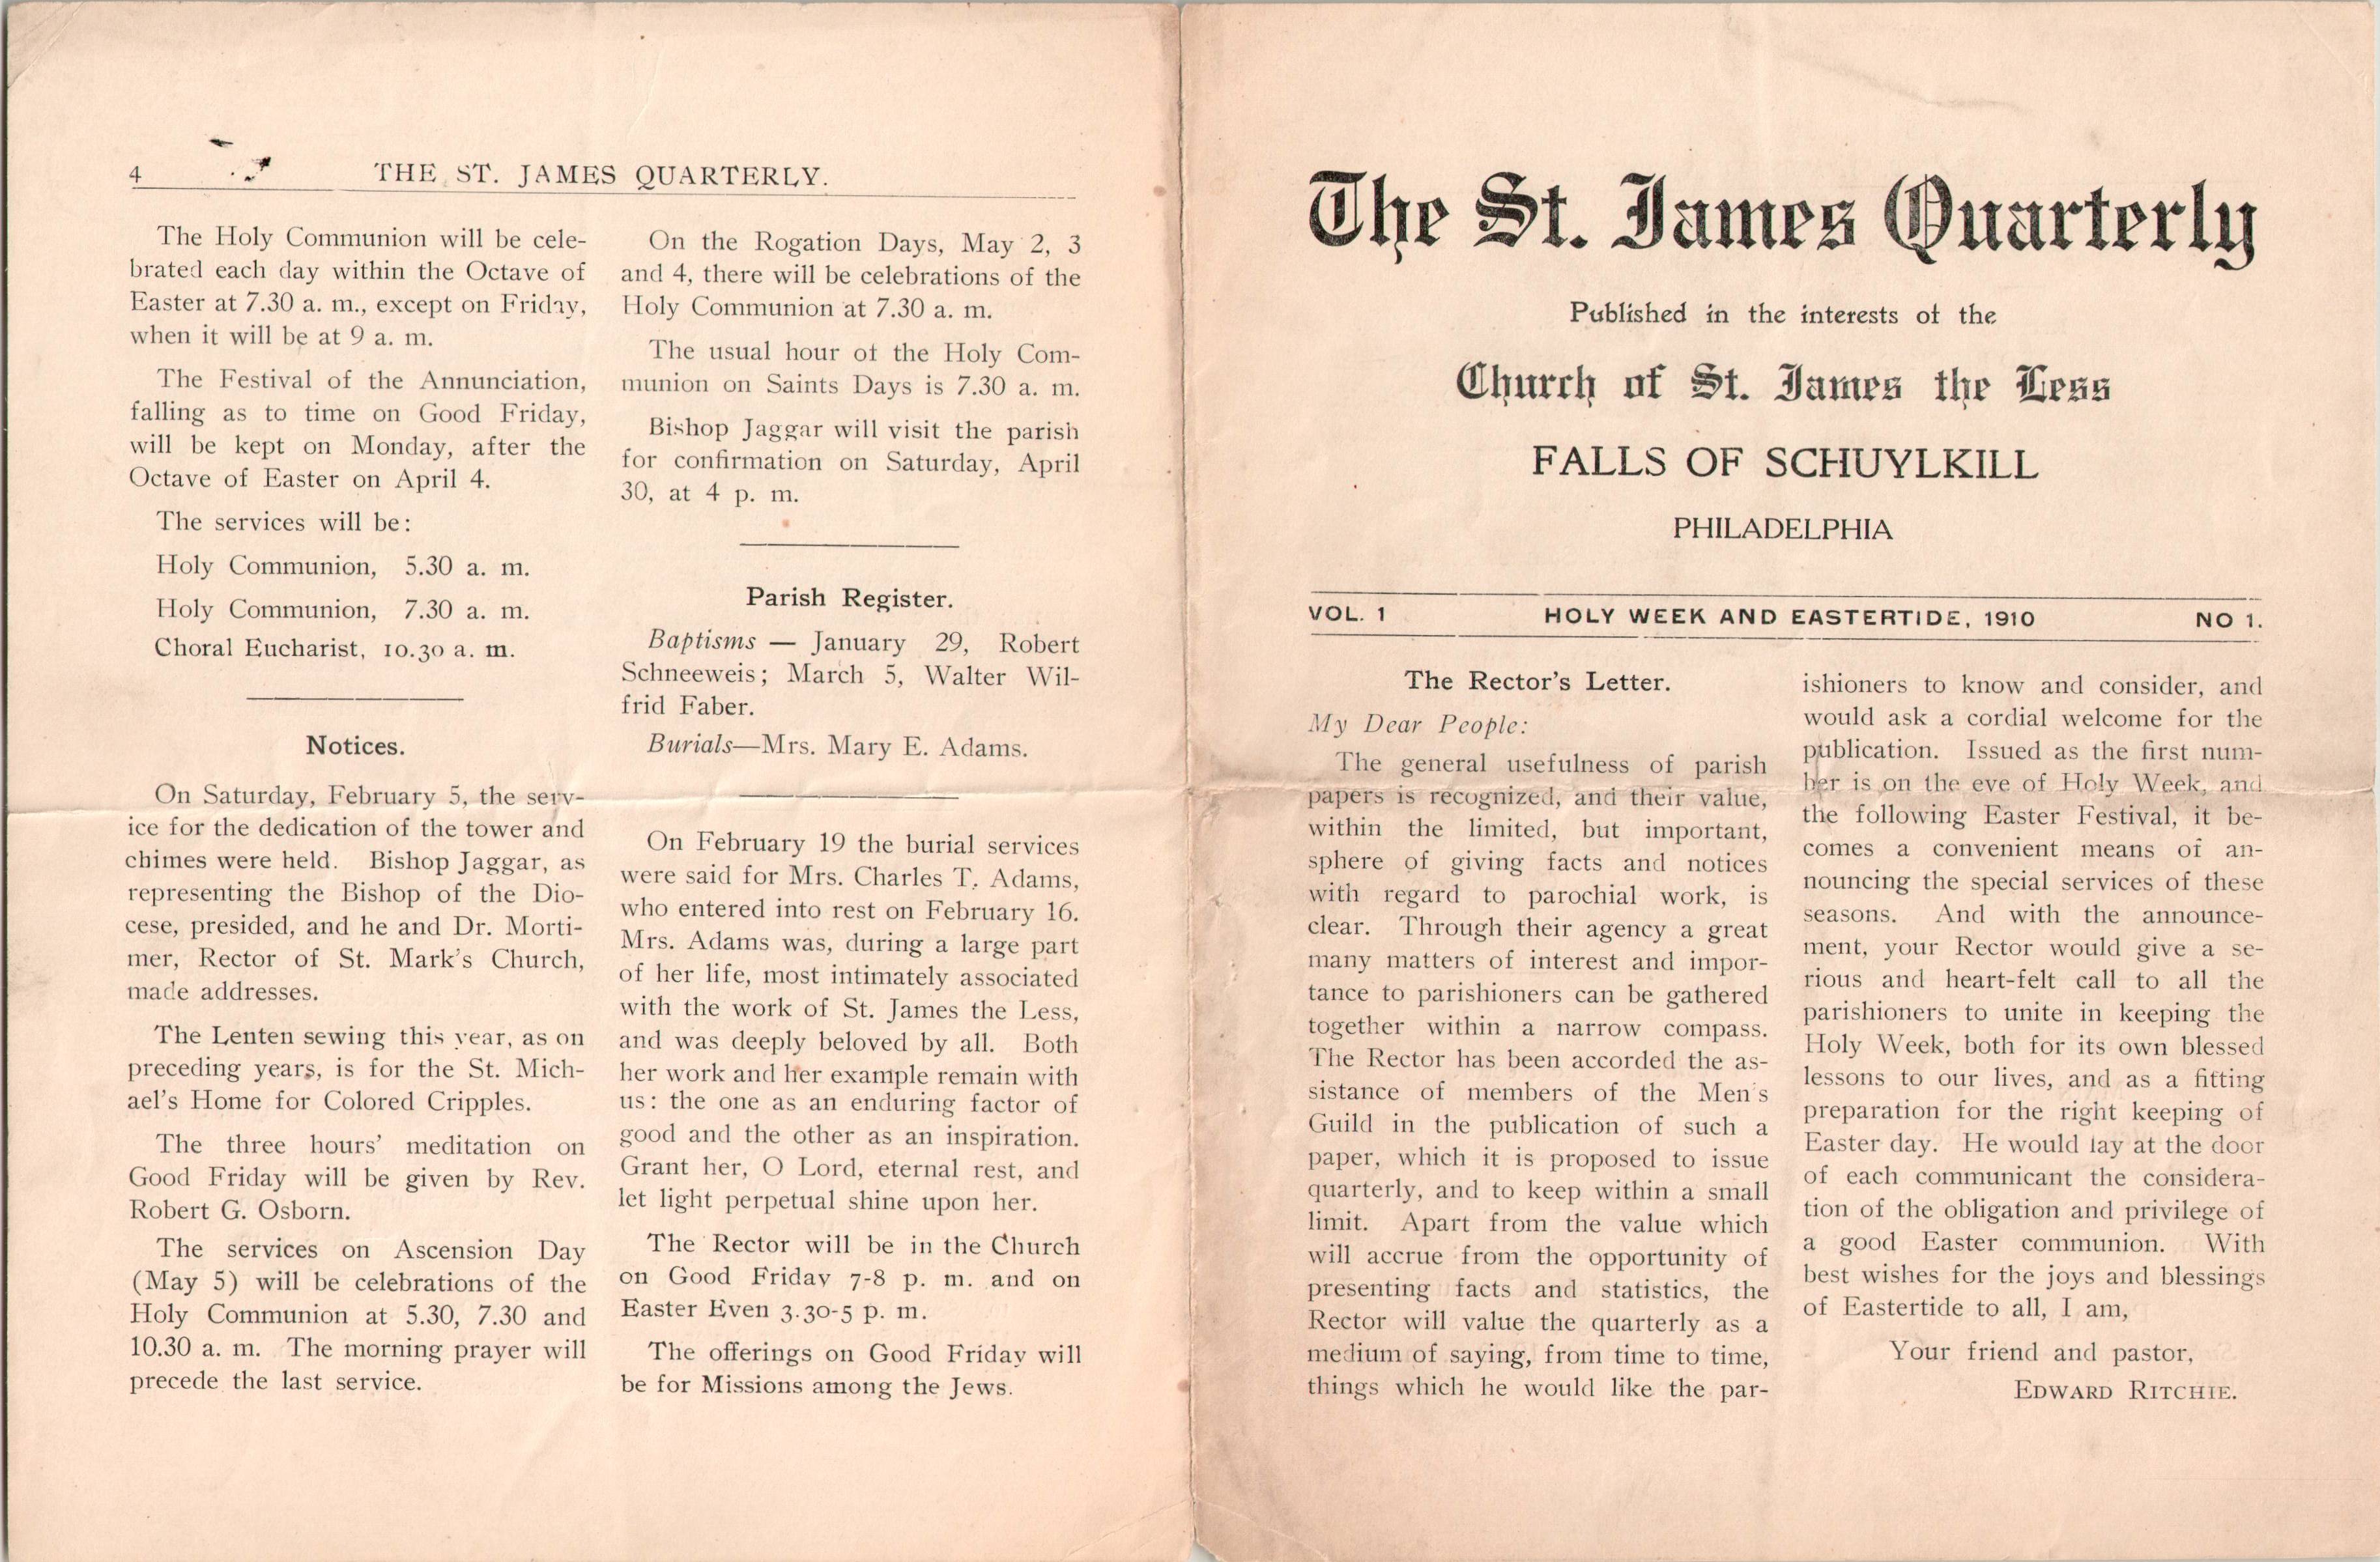 4 THE ST. JAMES QUARTERLY.
The Holy Communion will be cele-
brated each day within the Octave of
Easter at 7.30 a. m., except on Friday,
when it will be at 9 a. m.
The Festival of the Annunciation,
falling as to time on Good Friday,
will be kept on Monday, after the
Octave of Easter on April 4.
The services will be:
Holy Communion, 5.30 a. m.
Holy Communion, 7.30 a. m.
Choral Eucharist, 10.30 a. m.
Notices.
On Saturday, February 5, the serv-
ice for the dedication of the tower and
chimes were held. Bishop Jaggar, as
representing the Bishop of the Dio-
cese, presided, and he and Dr. Morti-
mer, Rector of St. Mark's Church,
made addresses.
The Lenten sewing this year, as on
preceding years, is for the St. Mich-
ael's Home for Colored Cripples.
The three hours' meditation on
Good Friday will be given by Rev.
Robert G. Osborn.
The services on Ascension Day
(May 5) will be celebrations of the
Holy Communion at 5.30, 7.30 and
10.30 a. m. The morning prayer will
precede the last service.
On the Rogation Days, May 2, 3
and 4, there will be celebrations of the
Holy Communion at 7.30 a. m.
The usual hour of the Holy Com-
munion on Saints Days is 7.30 a. m.
Bishop Jaggar will visit the parish
for confirmation on Saturday, April
30, at 4 p. m.
Parish Register.
Baptisms — January 29, Robert
Schneeweis; March 5, Walter Wil-
frid Faber.
Burials—Mrs. Mary E. Adams.
On February 19 the burial services
were said for Mrs. Charles T. Adams,
who entered into rest on February 16.
Mrs. Adams was, during a large part
of her life, most intimately associated
with the work of St. James the Less,
and was deeply beloved by all. Both
her work and her example remain with
us: the one as an enduring factor of
good and the other as an inspiration.
Grant her, O Lord, eternal rest, and
let light perpetual shine upon her.
The Rector will be in the Church
on Good Friday 7-8 p. m. and on
Easter Even 3.30-5 p. m.
The offerings on Good Friday will
be for Missions among the Jews.
The St. James Quarterly
Published in the interests of the
Church of St. James the Less
FALLS OF SCHUYLKILL
PHILADELPHIA
VOL. 1 HOLY WEEK AND EASTERTIDE, 1910 NO 1.
The Rector's Letter.
My Dear People:
The general usefulness of parish
papers is recognized, and their value,
within the limited, but important,
sphere of giving facts and notices
with regard to parochial work, is
clear. Through their agency a great
many matters of interest and impor-
tance to parishioners can be gathered
together within a narrow compass.
The Rector has been accorded the as-
sistance of members of the Men's
Guild in the publication of such a
paper, which it is proposed to issue
quarterly, and to keep within a small
limit. Apart from the value which
will accrue from the opportunity of
presenting facts and statistics, the
Rector will value the quarterly as a
medium of saying, from time to time,
things which he would like the par-
ishioners to know and consider, and
would ask a cordial welcome for the
publication. Issued as the first num-
ber is on the eve of Holy Week, and
the following Easter Festival, it be-
comes a convenient means of an-
nouncing the special services of these
seasons. And with the announce-
ment, your Rector would give a se-
rious and heart-felt call to all the
parishioners to unite in keeping the
Holy Week, both for its own blessed
lessons to our lives, and as a fitting
preparation for the right keeping of
Easter day. He would lay at the door
of each communicant the considera-
tion of the obligation and privilege of
a good Easter communion. With
best wishes for the joys and blessings
of Eastertide to all, I am,
Your friend and pastor,
EDWARD RITCHIE.